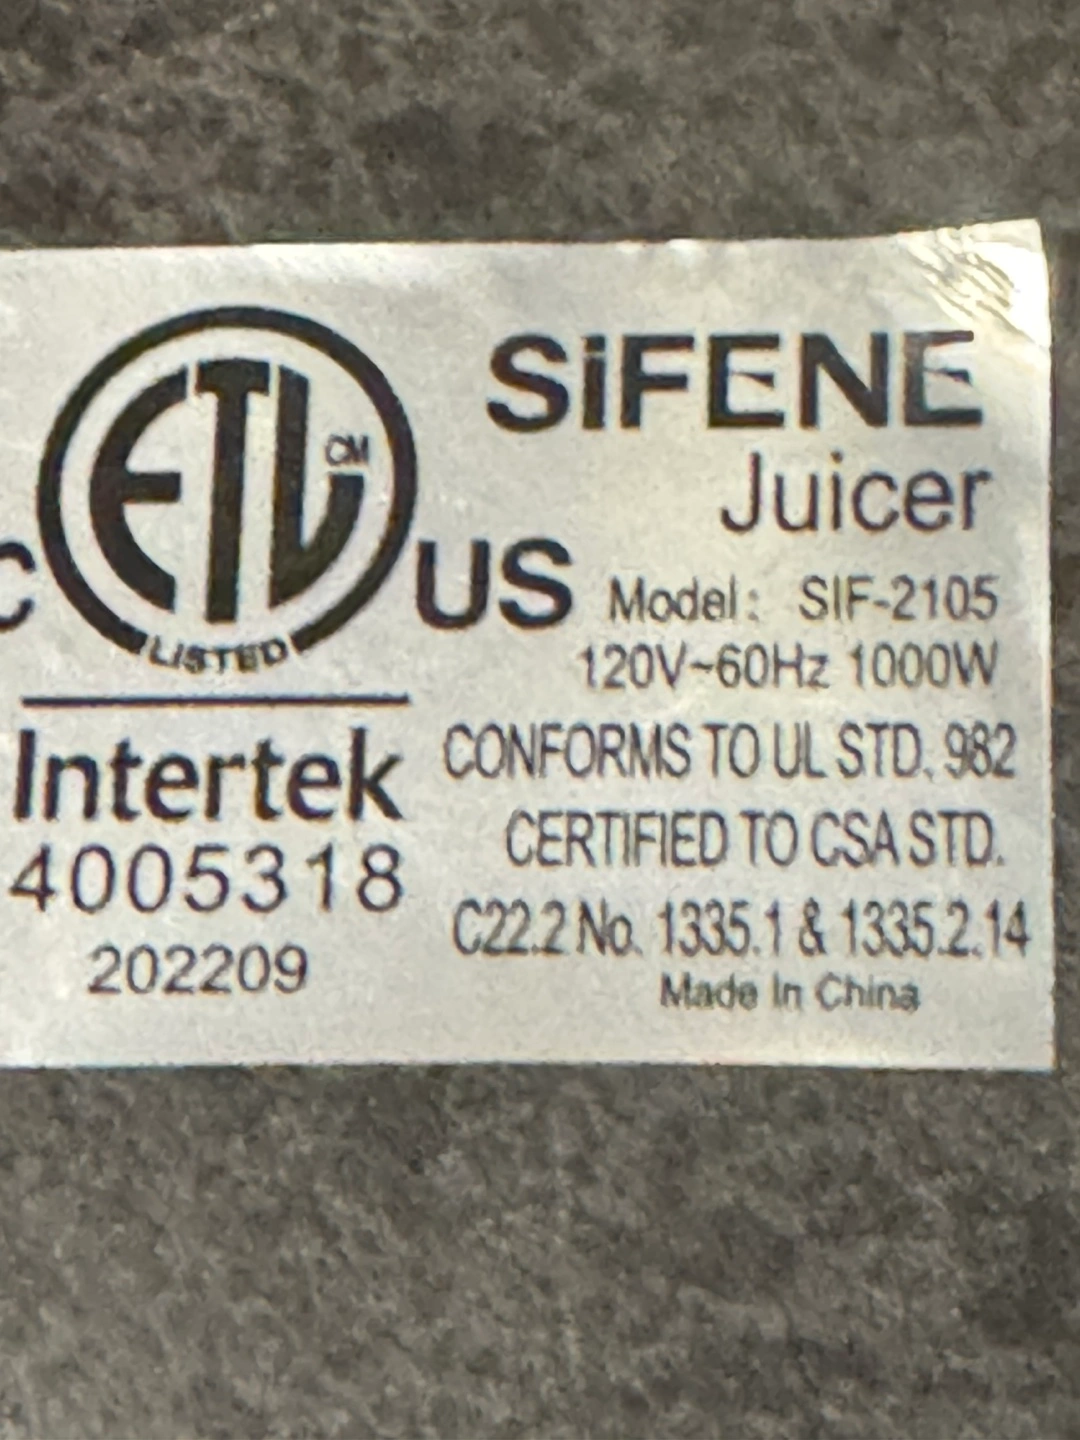 C ETL CM US
LISTED
Intertek
4005318
202209
SiFENE
Juicer
Model: SIF-2105
120V~60Hz 1000W
CONFORMS TO UL STD. 982
CERTIFIED TO CSA STD.
C22.2 No. 1335.1 & 1335.2.14
Made In China